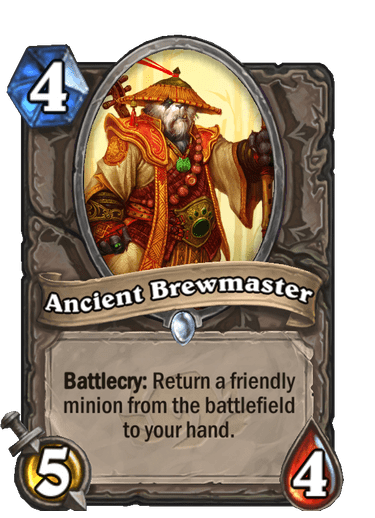 4
Ancient Brewmaster
Battlecry: Return a friendly
minion from the battlefield
to your hand.
5
4